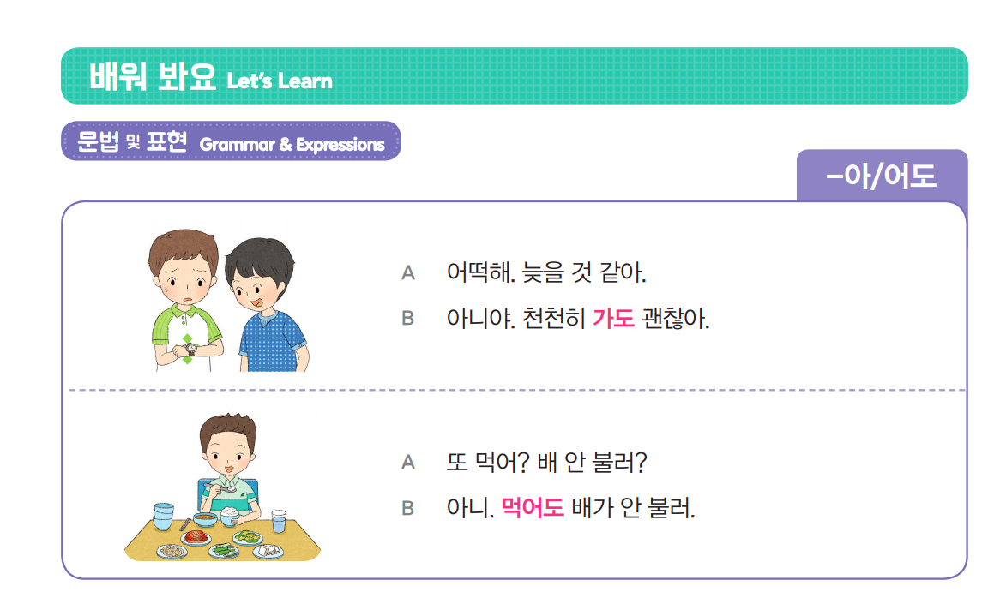 배워 봐요 Let's Learn
문법 및 표현 Grammar & Expressions
–아/어도
A 어떡해. 늦을 것 같아.
B 아니야. 천천히 가도 괜찮아.
A 또 먹어? 배 안 불러?
B 아니. 먹어도 배가 안 불러.